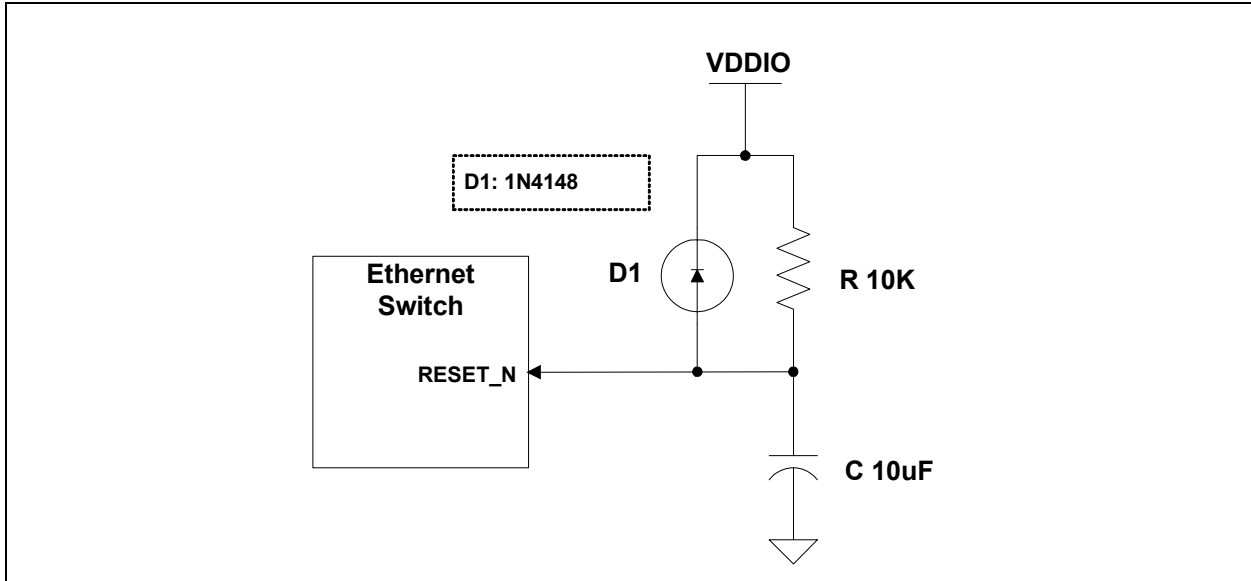 VDDIO
D1: 1N4148
D1
R 10K
Ethernet
Switch
RESET_N
C 10uF